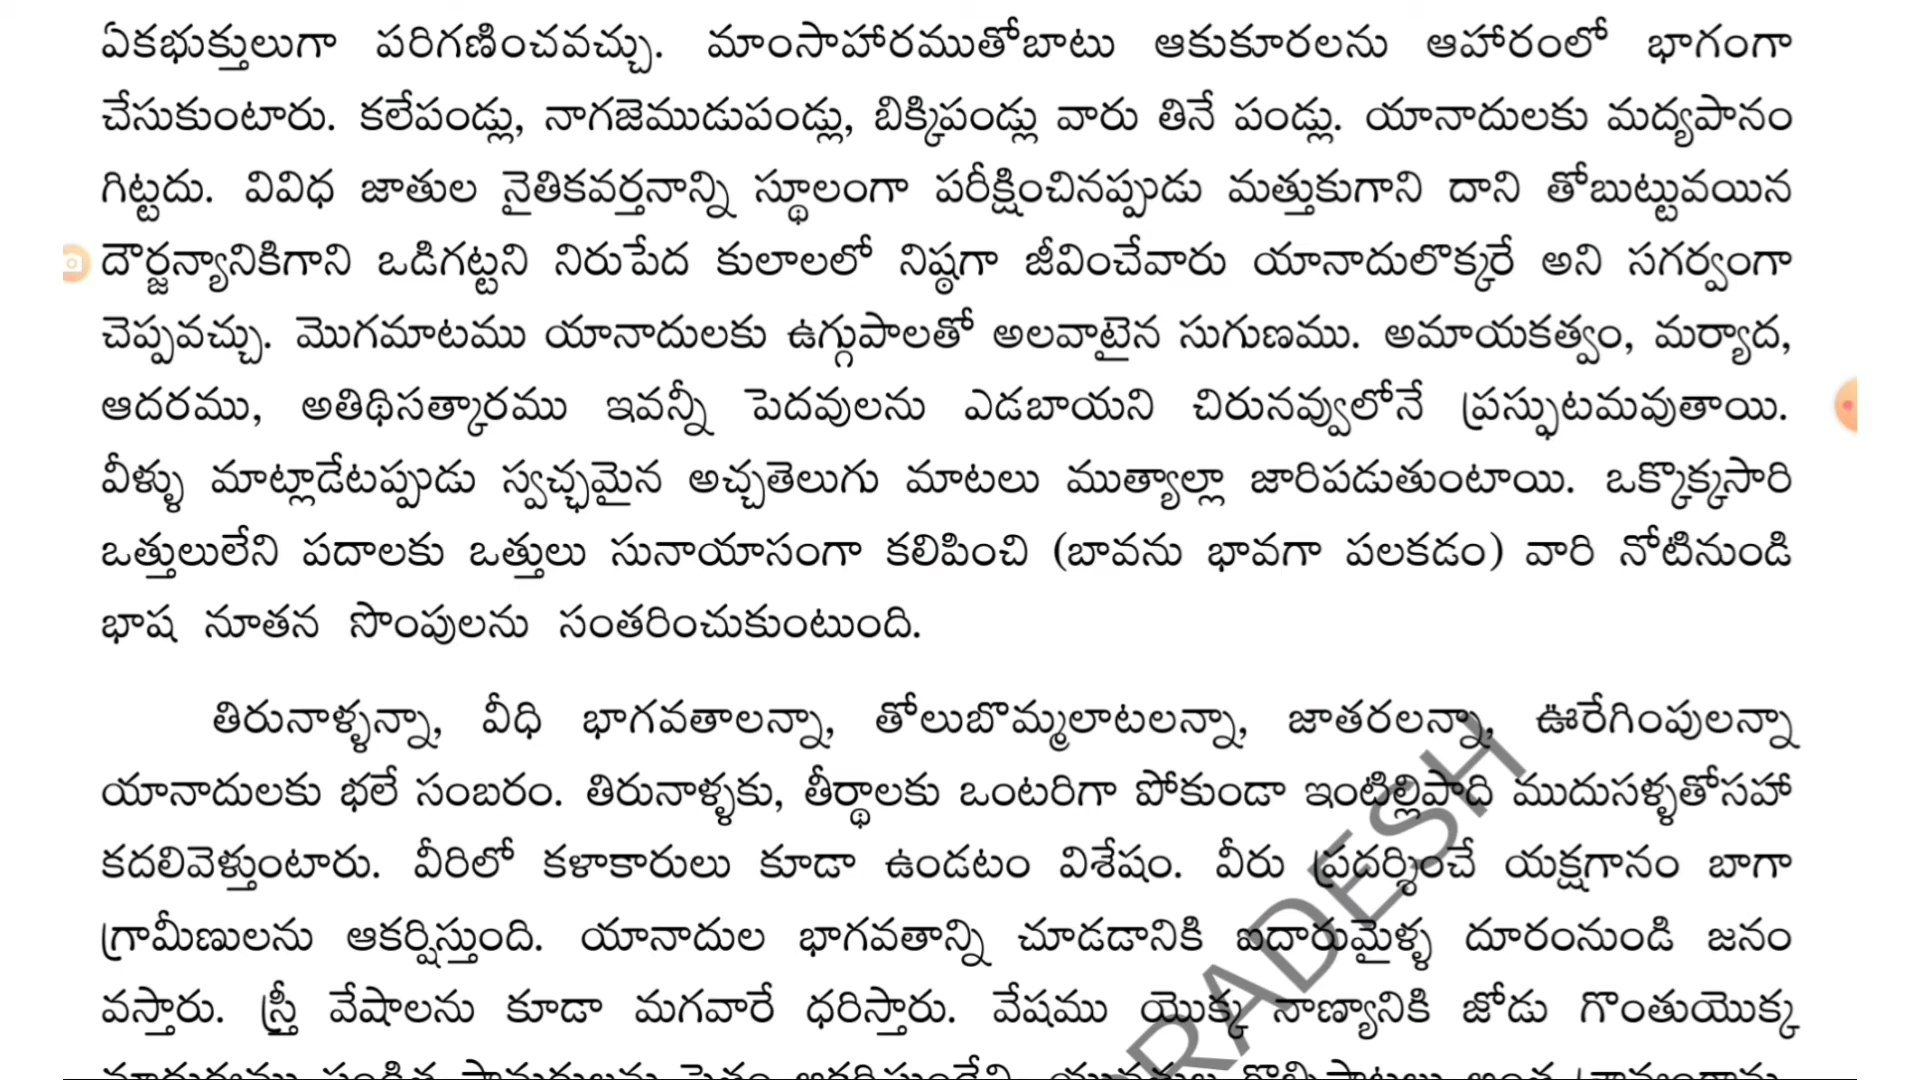 ఏకభుక్తులుగా పరిగణించవచ్చు. మాంసాహారముతోబాటు ఆకుకూరలను ఆహారంలో భాగంగా
చేసుకుంటారు. కలేపండ్లు, నాగజెముడుపండ్లు, బిక్కిపండ్లు వారు తినే పండ్లు. యానాదులకు మద్యపానం
గిట్టదు. వివిధ జాతుల నైతికవర్తనాన్ని స్థూలంగా పరీక్షించినప్పుడు మత్తుకుగాని దాని తోబుట్టువయిన
దౌర్జన్యానికిగాని ఒడిగట్టని నిరుపేద కులాలలో నిష్ఠగా జీవించేవారు యానాదులొక్కరే అని సగర్వంగా
చెప్పవచ్చు. మొగమాటము యానాదులకు ఉగ్గుపాలతో అలవాటైన సుగుణము. అమాయకత్వం, మర్యాద,
ఆదరము, అతిథిసత్కారము ఇవన్నీ పెదవులను ఎడబాయని చిరునవ్వులోనే ప్రస్ఫుటమవుతాయి.
వీళ్ళు మాట్లాడేటప్పుడు స్వచ్ఛమైన అచ్చతెలుగు మాటలు ముత్యాల్లా జారిపడుతుంటాయి. ఒక్కొక్కసారి
ఒత్తులులేని పదాలకు ఒత్తులు సునాయాసంగా కలిపించి (బావను భావగా పలకడం) వారి నోటినుండి
భాష నూతన సొంపులను సంతరించుకుంటుంది.
తిరునాళ్ళన్నా, వీధి భాగవతాలన్నా, తోలుబొమ్మలాటలన్నా, జాతరలన్నా, ఊరేగింపులన్నా
యానాదులకు భలే సంబరం. తిరునాళ్ళకు, తీర్థాలకు ఒంటరిగా పోకుండా ఇంటిల్లిపాది ముదుసళ్ళతోసహా
కదలివెళ్తుంటారు. వీరిలో కళాకారులు కూడా ఉండటం విశేషం. వీరు ప్రదర్శించే యక్షగానం బాగా
గ్రామీణులను ఆకర్షిస్తుంది. యానాదుల భాగవతాన్ని చూడడానికి ఐదారుమైళ్ళ దూరంనుండి జనం
వస్తారు. స్త్రీ వేషాలను కూడా మగవారే ధరిస్తారు. వేషము యొక్క నాణ్యానికి జోడు గొంతుయొక్క
RADESH